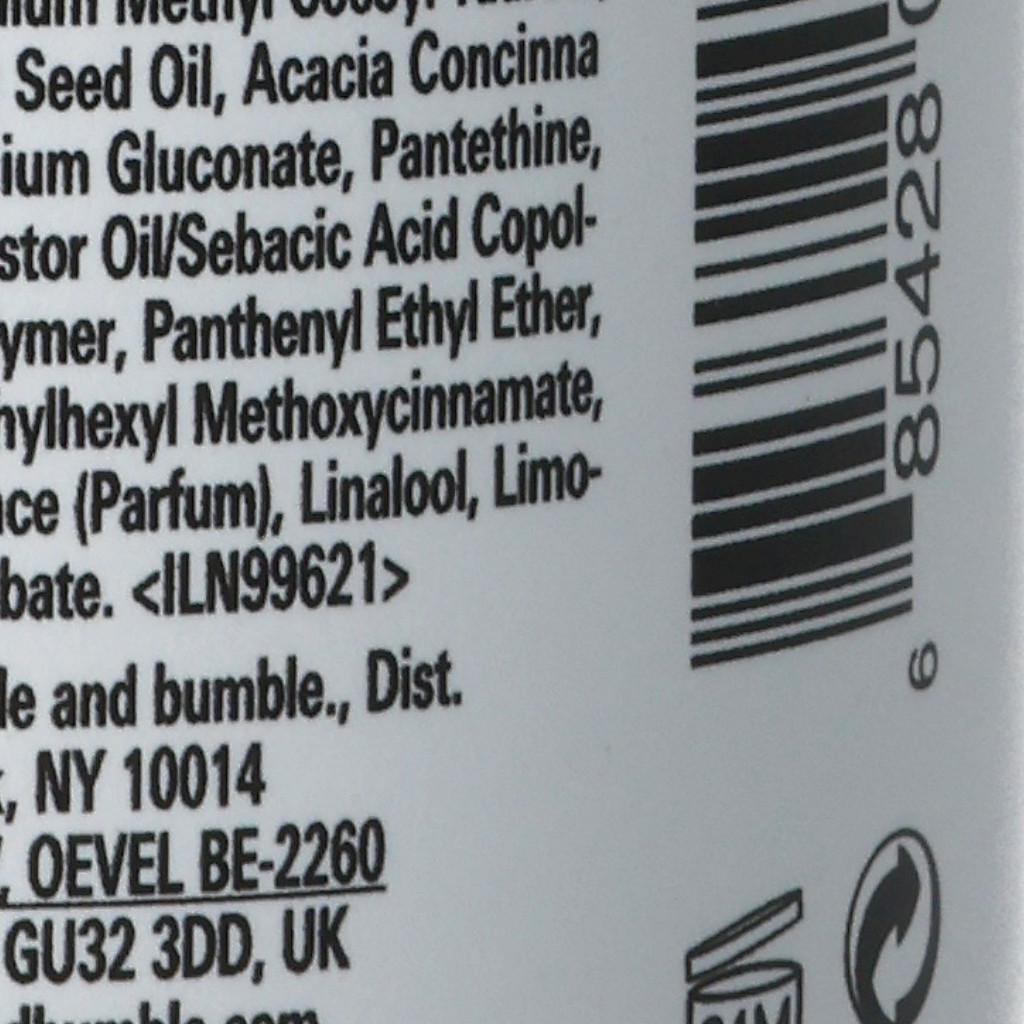 Seed Oil, Acacia Concinna
ium Gluconate, Pantethine,
stor Oil/Sebacic Acid Copol-
ymer, Panthenyl Ethyl Ether,
hylhexyl Methoxycinnamate,
ce (Parfum), Linalool, Limo-
bate. <ILN99621>
le and bumble., Dist.
, NY 10014
, OEVEL BE-2260
GU32 3DD, UK
6
85428